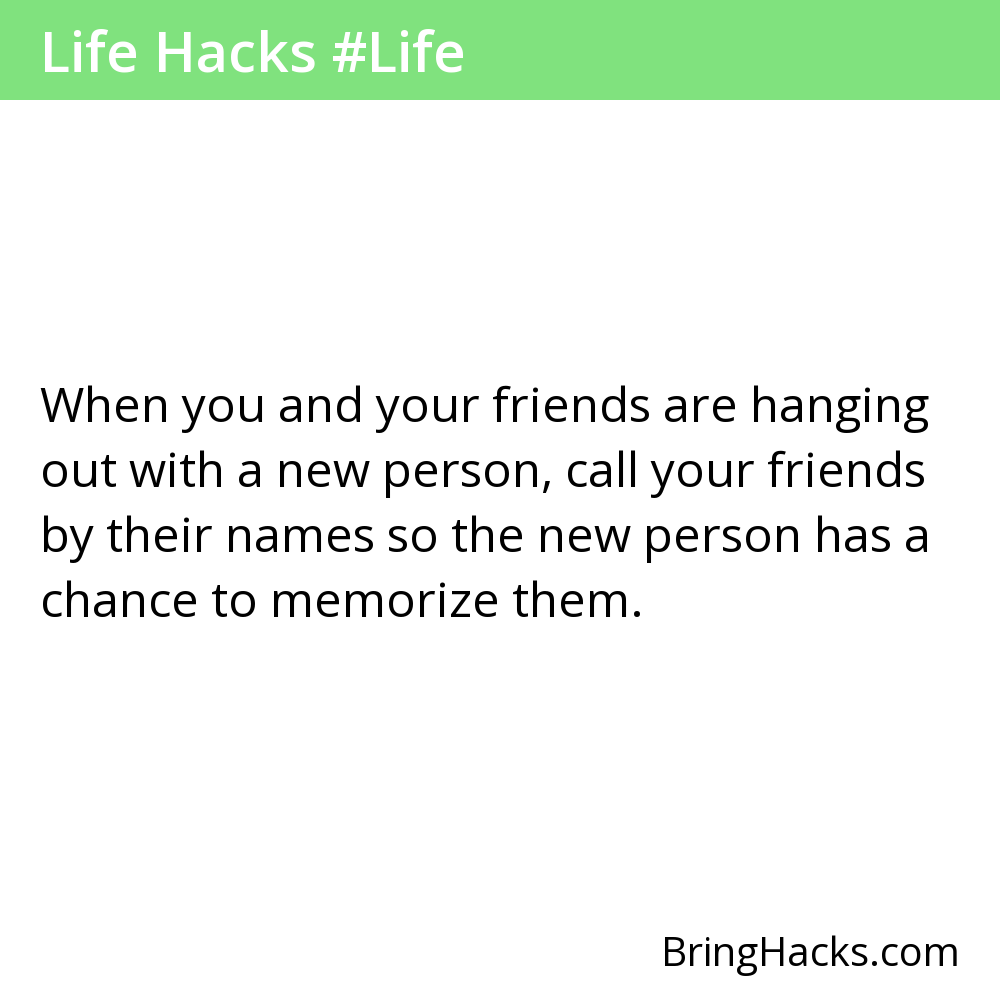 Life Hacks #Life
When you and your friends are hanging
out with a new person, call your friends
by their names so the new person has a
chance to memorize them.
BringHacks.com